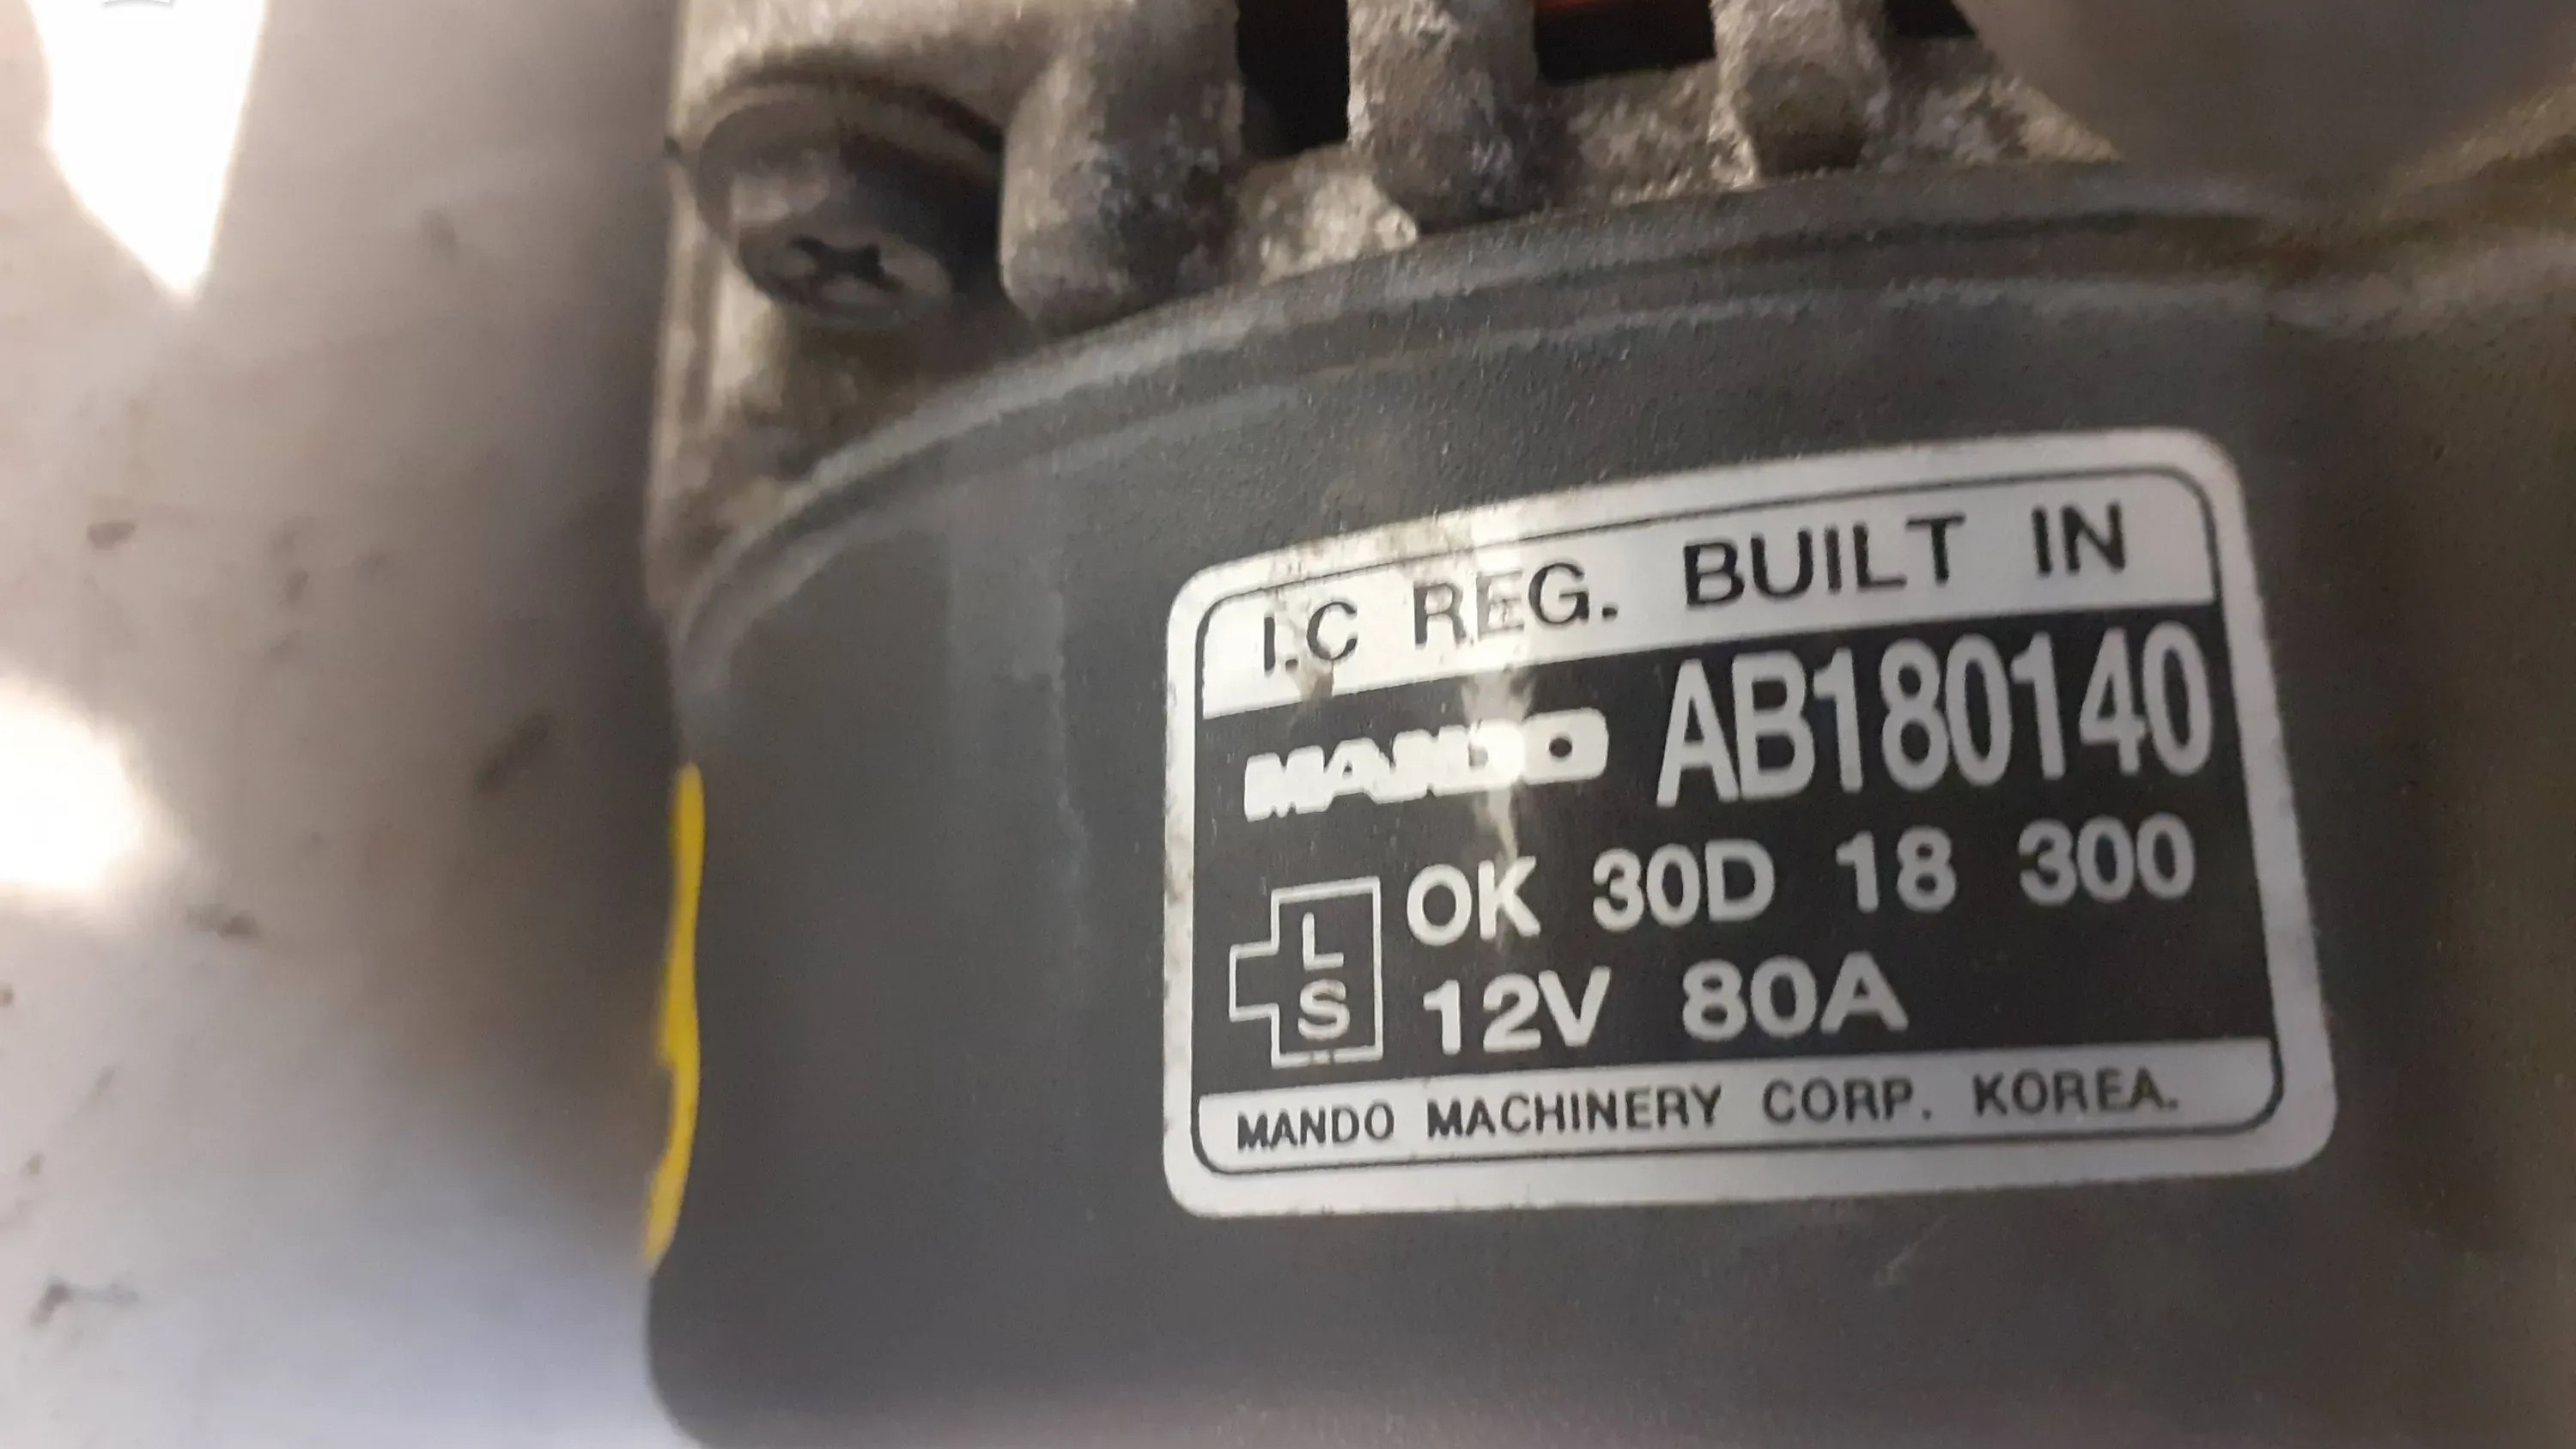 I.C REG. BUILT IN
MANDO AB180140
L
S
OK 30D 18 300
12V 80A
MANDO MACHINERY CORP. KOREA.